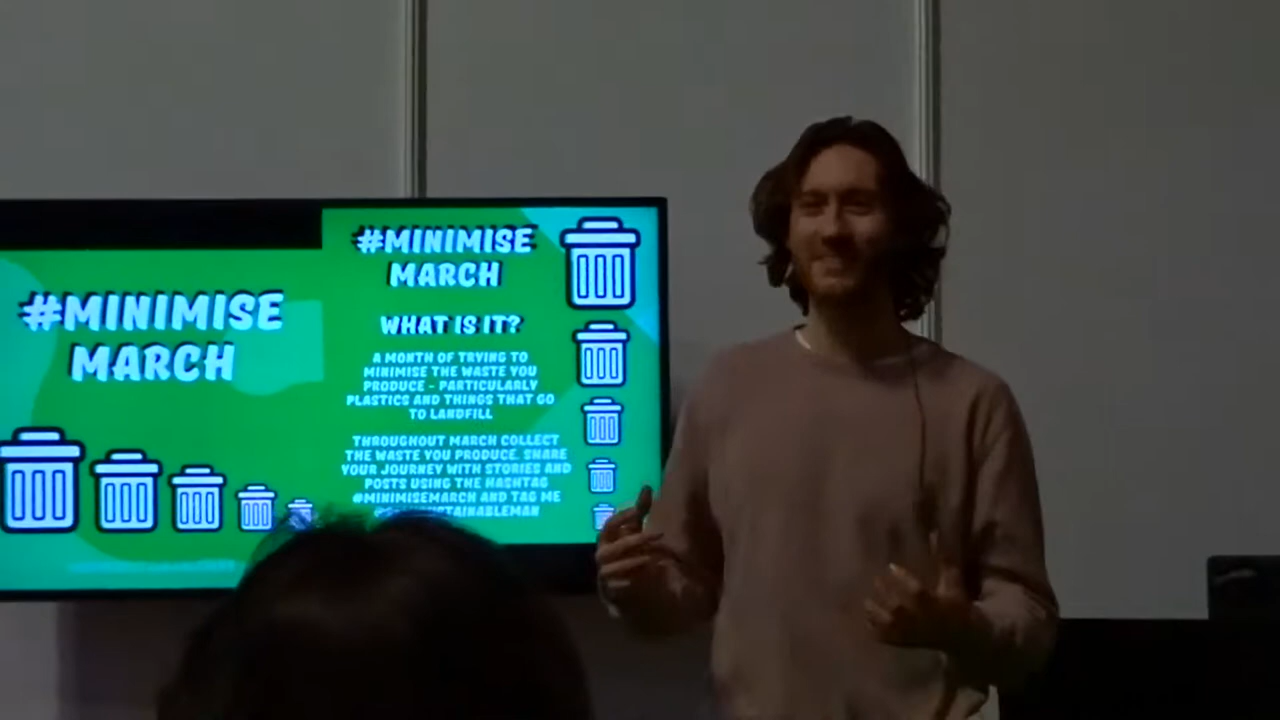 #MINIMISE
MARCH
#MINIMISE
MARCH
WHAT IS IT?
A MONTH OF TRYING TO
MINIMISE THE WASTE YOU
PRODUCE - PARTICULARLY
PLASTICS AND THINGS THAT GO
TO LANDFILL
THROUGHOUT MARCH COLLECT
THE WASTE YOU PRODUCE. SHARE
YOUR JOURNEY WITH STORIES AND
POSTS USING THE HASHTAG
#MINIMISEMARCH AND TAG ME